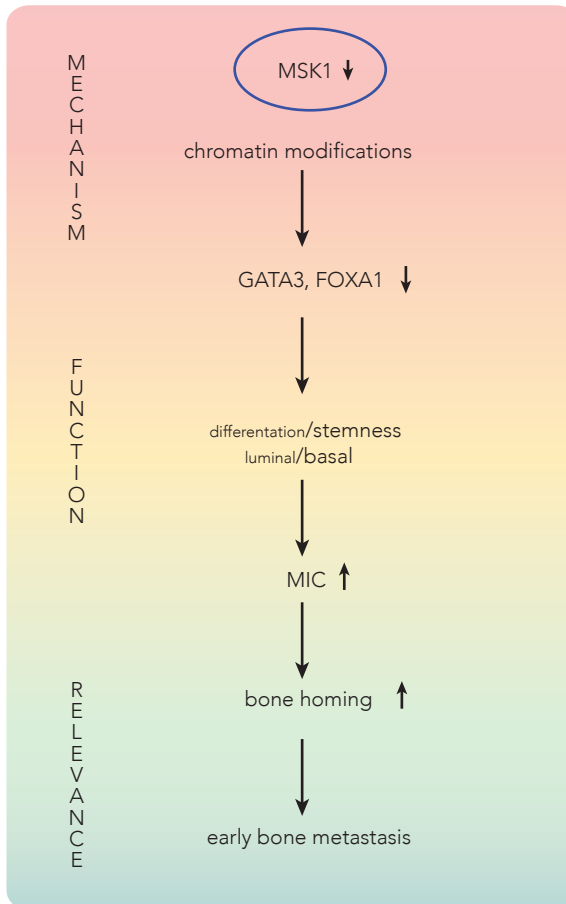 MECHANISM
MSK1 ↓
chromatin modifications
GATA3, FOXA1 ↓
FUNCTION
differentation/stemness
luminal/basal
MIC ↑
RELEVANCE
bone homing ↑
early bone metastasis